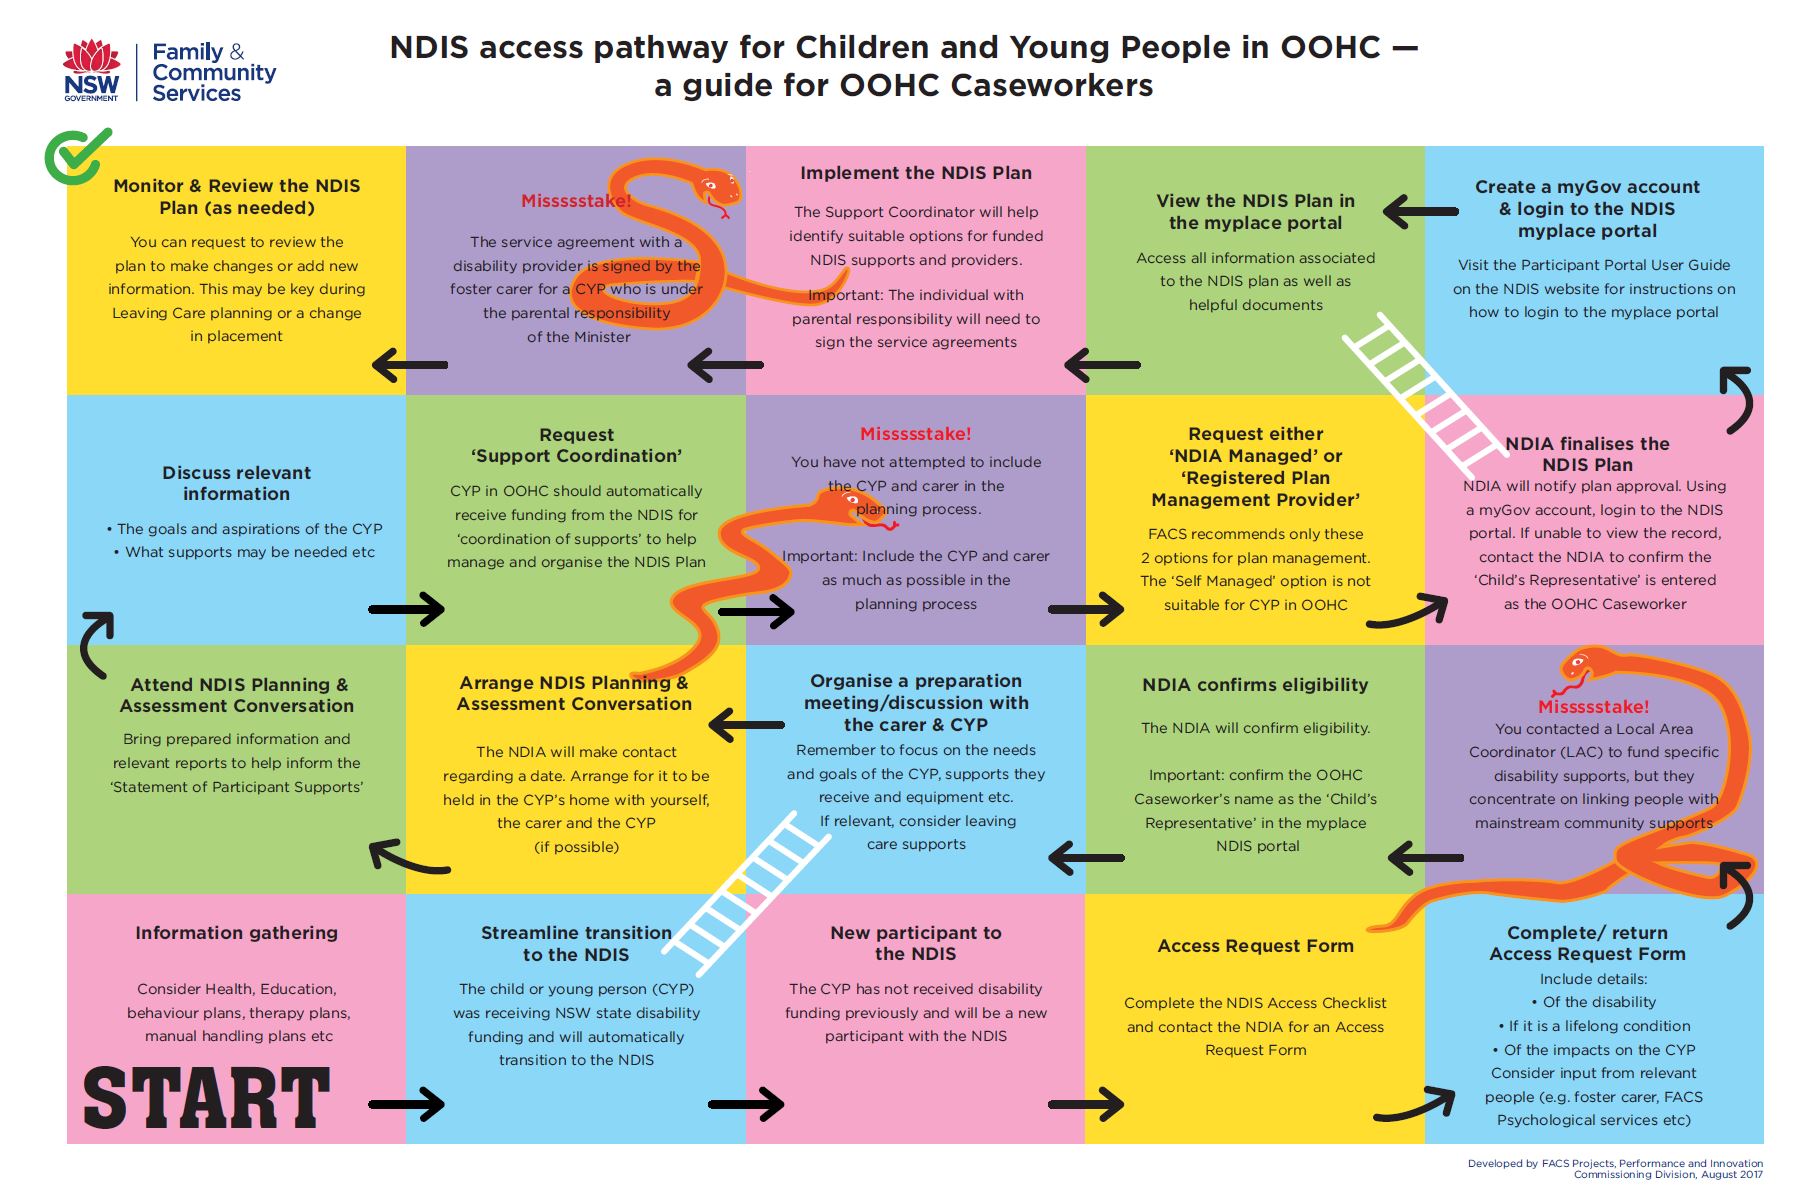 NSW
GOVERNMENT
Family &
Community
Services
NDIS access pathway for Children and Young People in OOHC —
a guide for OOHC Caseworkers
Monitor & Review the NDIS
Plan (as needed)
You can request to review the
plan to make changes or add new
information. This may be key during
Leaving Care planning or a change
in placement
Missssstake!
The service agreement with a
disability provider is signed by the
foster carer for a CYP who is under
the parental responsibility
of the Minister
Implement the NDIS Plan
The Support Coordinator will help
identify suitable options for funded
NDIS supports and providers.
Important: The individual with
parental responsibility will need to
sign the service agreements
View the NDIS Plan in
the myplace portal
Access all information associated
to the NDIS plan as well as
helpful documents
Create a myGov account
& login to the NDIS
myplace portal
Visit the Participant Portal User Guide
on the NDIS website for instructions on
how to login to the myplace portal
Discuss relevant
information
• The goals and aspirations of the CYP
• What supports may be needed etc
Request
‘Support Coordination’
CYP in OOHC should automatically
receive funding from the NDIS for
‘coordination of supports’ to help
manage and organise the NDIS Plan
Missssstake!
You have not attempted to include
the CYP and carer in the
planning process.
Important: Include the CYP and carer
as much as possible in the
planning process
Request either
‘NDIA Managed’ or
‘Registered Plan
Management Provider’
FACS recommends only these
2 options for plan management.
The ‘Self Managed’ option is not
suitable for CYP in OOHC
NDIA finalises the
NDIS Plan
NDIA will notify plan approval. Using
a myGov account, login to the NDIS
portal. If unable to view the record,
contact the NDIA to confirm the
‘Child’s Representative’ is entered
as the OOHC Caseworker
Attend NDIS Planning &
Assessment Conversation
Bring prepared information and
relevant reports to help inform the
‘Statement of Participant Supports’
Arrange NDIS Planning &
Assessment Conversation
The NDIA will make contact
regarding a date. Arrange for it to be
held in the CYP’s home with yourself,
the carer and the CYP
(if possible)
Organise a preparation
meeting/discussion with
the carer & CYP
Remember to focus on the needs
and goals of the CYP, supports they
receive and equipment etc.
If relevant, consider leaving
care supports
NDIA confirms eligibility
The NDIA will confirm eligibility.
Important: confirm the OOHC
Caseworker’s name as the ‘Child’s
Representative’ in the myplace
NDIS portal
Missssstake!
You contacted a Local Area
Coordinator (LAC) to fund specific
disability supports, but they
concentrate on linking people with
mainstream community supports
Information gathering
Consider Health, Education,
behaviour plans, therapy plans,
manual handling plans etc
START
Streamline transition
to the NDIS
The child or young person (CYP)
was receiving NSW state disability
funding and will automatically
transition to the NDIS
New participant to
the NDIS
The CYP has not received disability
funding previously and will be a new
participant with the NDIS
Access Request Form
Complete the NDIS Access Checklist
and contact the NDIA for an Access
Request Form
Complete/ return
Access Request Form
Include details:
• Of the disability
• If it is a lifelong condition
• Of the impacts on the CYP
Consider input from relevant
people (e.g. foster carer, FACS
Psychological services etc)
Developed by FACS Projects, Performance and Innovation
Commissioning Division, August 2017